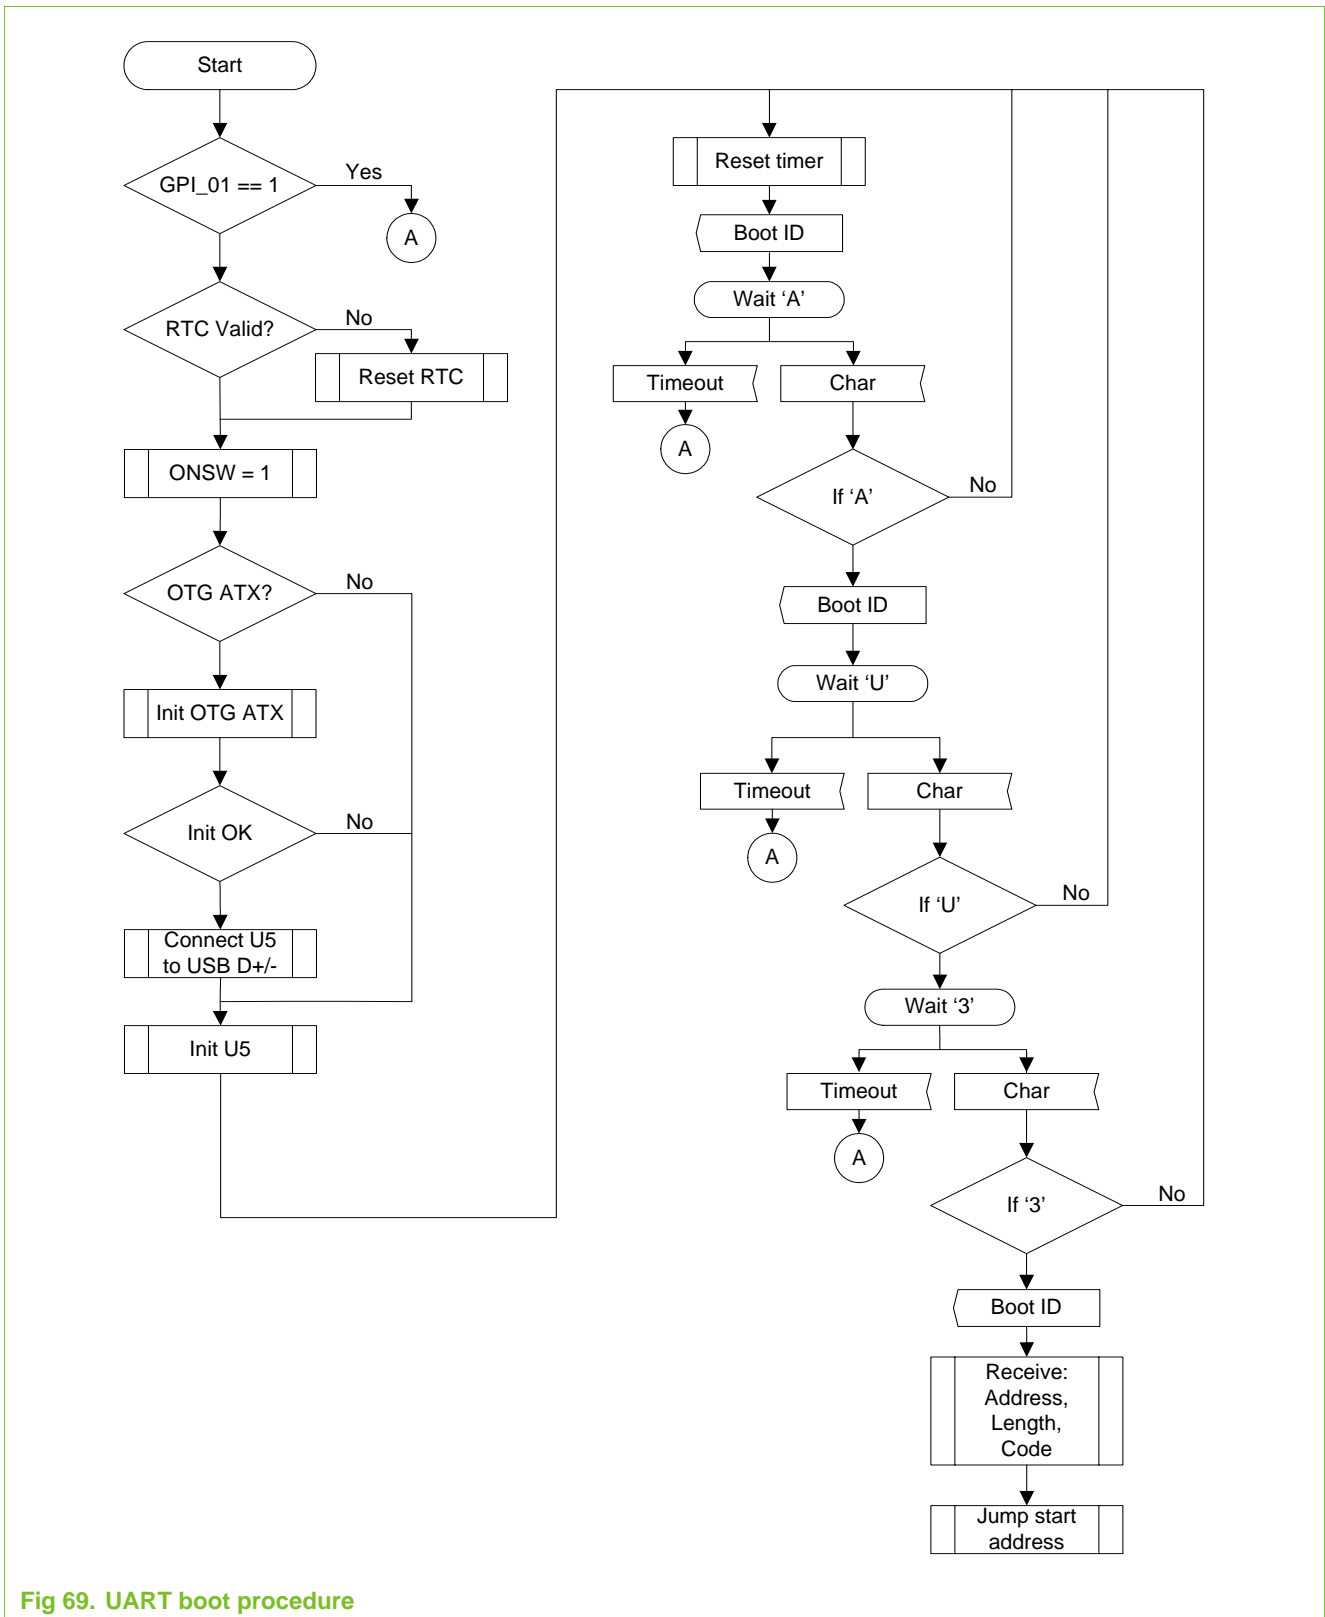 Start
GPI_01 == 1
Yes
A
RTC Valid?
No
Reset RTC
ONSW = 1
OTG ATX?
No
Init OTG ATX
Init OK
No
Connect U5
to USB D+/-
Init U5
Reset timer
Boot ID
Wait ‘A’
Timeout
Char
A
If ‘A’
No
Boot ID
Wait ‘U’
Timeout
Char
A
If ‘U’
No
Wait ‘3’
Timeout
Char
A
If ‘3’
No
Boot ID
Receive:
Address,
Length,
Code
Jump start
address
Fig 69. UART boot procedure